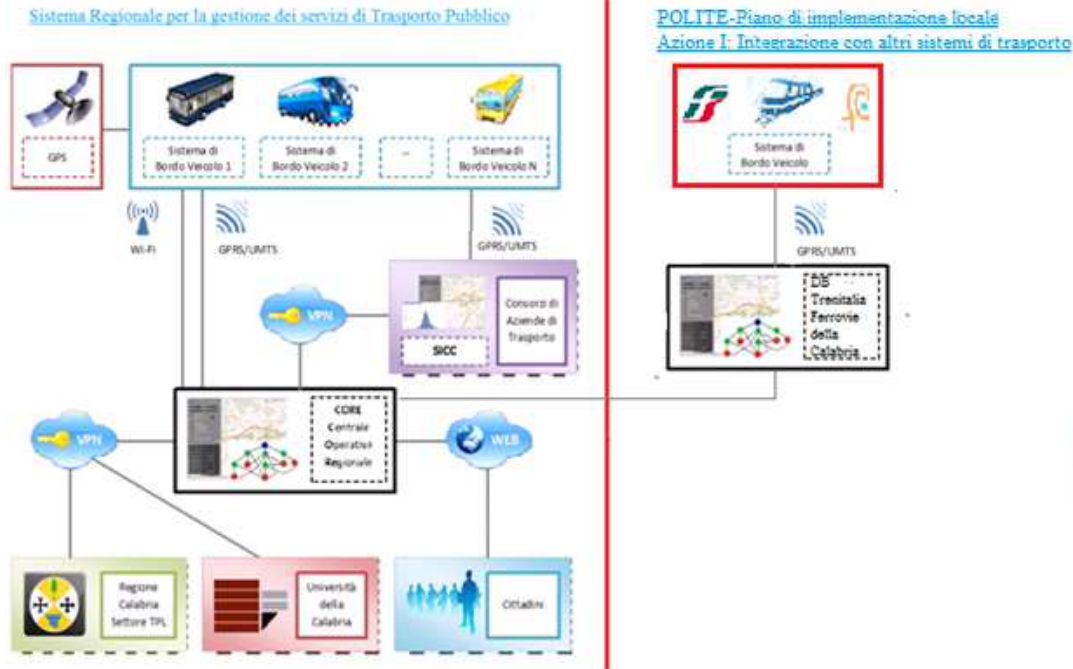 Sistema Regionale per la gestione dei servizi di Trasporto Pubblico
POLITE-Piano di implementazione locale
Azione I: Integrazione con altri sistemi di trasporto
GPS
Sistema di
Bordo Veicolo 1
Sistema di
Bordo Veicolo 2
...
Sistema di
Bordo Veicolo N
Sistema di
Bordo Veicolo
Wi-Fi
GPRS/UMTS
GPRS/UMTS
GPRS/UMTS
VPN
SICC
Consorzi di
Aziende di
Trasporto
DB
Trenitalia
Ferrovie
della
Calabria
CORE
Centrale
Operativa
Regionale
VPN
WEB
Regione
Calabria
Settore TPL
Università
della
Calabria
Cittadini